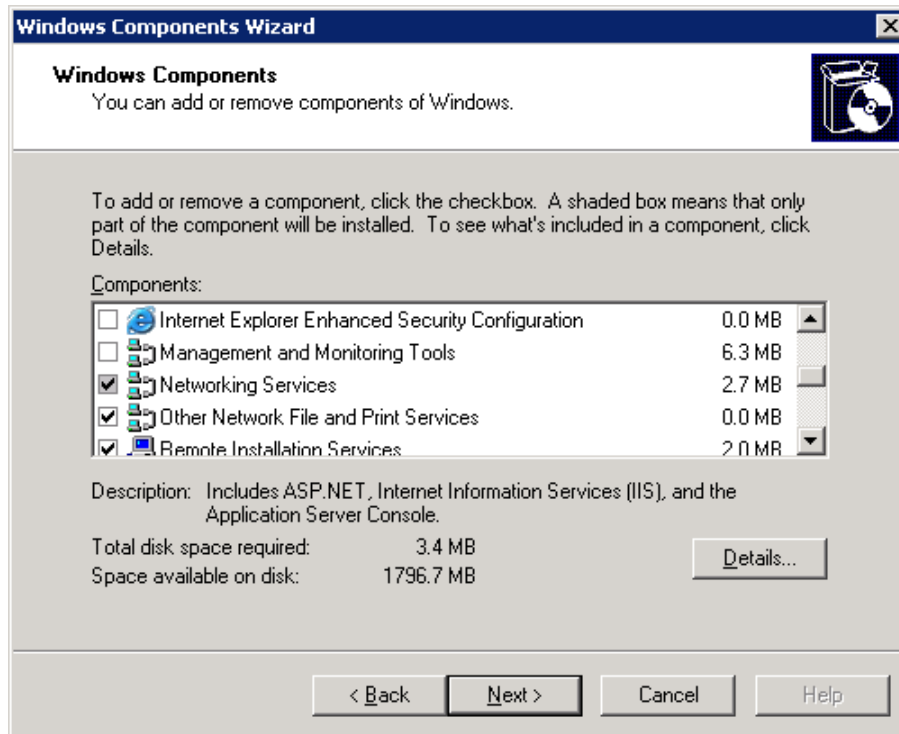 Windows Components Wizard
Windows Components
You can add or remove components of Windows.
To add or remove a component, click the checkbox. A shaded box means that only
part of the component will be installed. To see what's included in a component, click
Details.
Components:
Internet Explorer Enhanced Security Configuration 0.0 MB
Management and Monitoring Tools 6.3 MB
Networking Services 2.7 MB
Other Network File and Print Services 0.0 MB
Remote Installation Services 2.0 MB
Description: Includes ASP.NET, Internet Information Services (IIS), and the
Application Server Console.
Total disk space required: 3.4 MB
Space available on disk: 1796.7 MB
Details...
< Back Next > Cancel Help